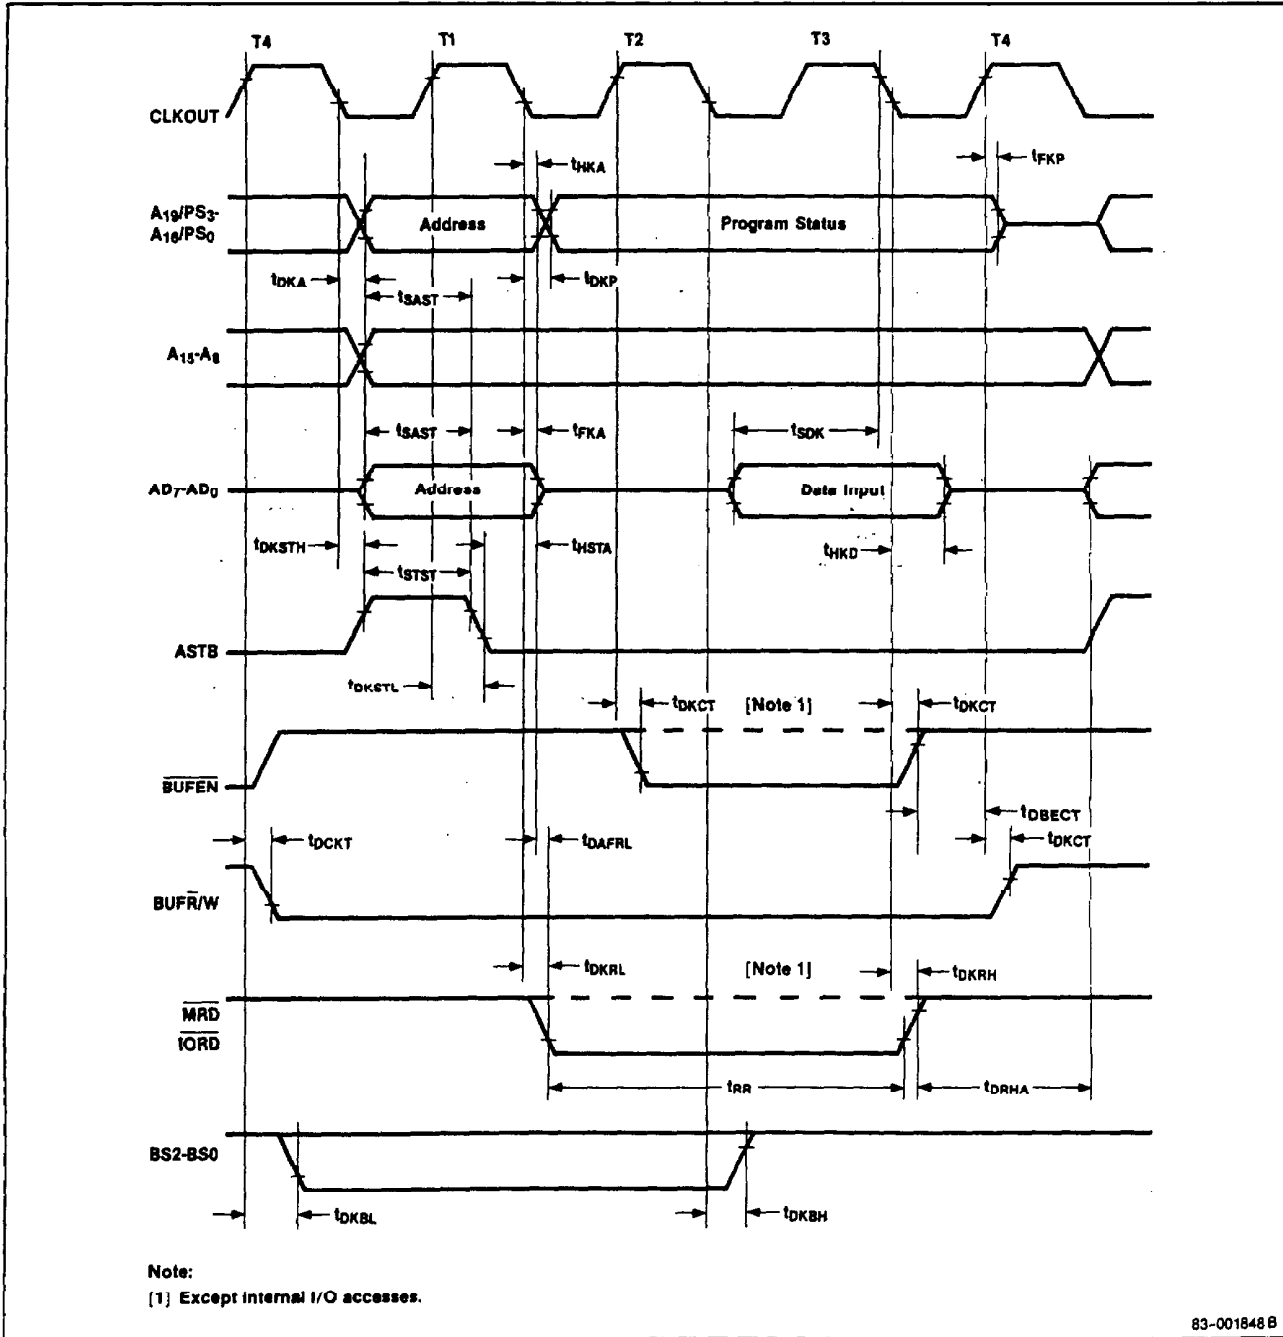 T4 T1 T2 T3 T4
CLKOUT
tHKA tFKP
A19/PS3-
A16/PS0
Address Program Status
tDKA tDKP
tSAST
A15-A8
tSAST tFKA tSDK
AD7-AD0 Address Data Input
tDKSTH tHSTA tHKD
tSTST
ASTB
tDKSTL
tDKCT [Note 1] tDKCT
BUFEN
tDBECT
tDCKT tDAFRL tDKCT
BUFR̅/W
tDKRL [Note 1] tDKRH
MRD
IORD
tRR tDRHA
BS2-BS0
tDKBL tDKBH
Note:
[1] Except internal I/O accesses.
83-001848 B